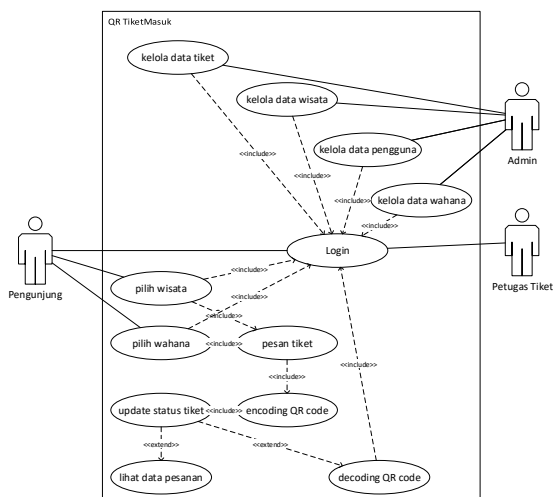 QR TiketMasuk
kelola data tiket
kelola data wisata
<<include>>
kelola data pengguna
Admin
<<include>>
<<include>>
kelola data wahana
<<include>>
Login
Petugas Tiket
Pengunjung
<<include>>
pilih wisata
<<include>>
<<include>>
pilih wahana
<<include>>
pesan tiket
<<include>>
<<include>>
update status tiket
<<include>>
encoding QR code
<<extend>>
<<extend>>
lihat data pesanan
decoding QR code